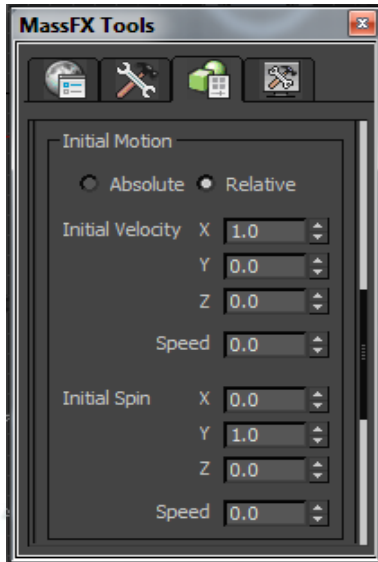 MassFX Tools
Initial Motion
Absolute Relative
Initial Velocity X 1.0
Y 0.0
Z 0.0
Speed 0.0
Initial Spin X 0.0
Y 1.0
Z 0.0
Speed 0.0